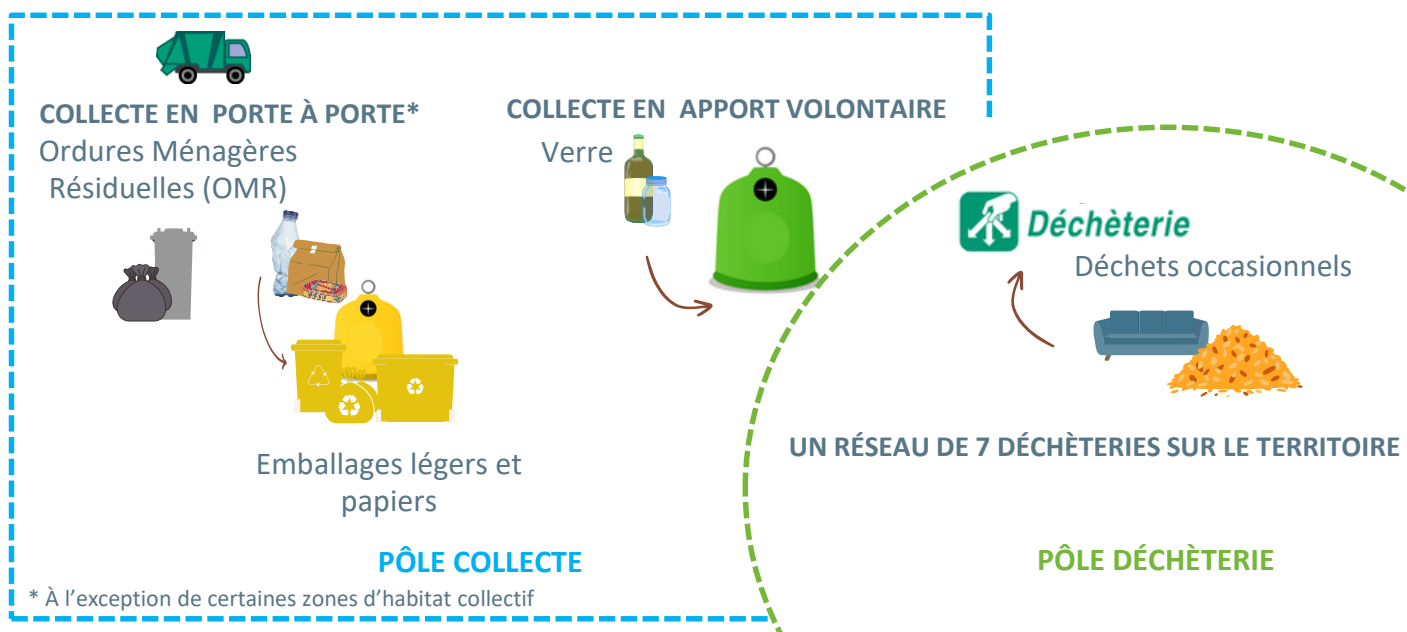 COLLECTE EN PORTE À PORTE*
Ordures Ménagères
Résiduelles (OMR)
Emballages légers et
papiers
COLLECTE EN APPORT VOLONTAIRE
Verre
PÔLE COLLECTE
* À l'exception de certaines zones d'habitat collectif
Déchèterie
Déchets occasionnels
UN RÉSEAU DE 7 DÉCHÈTERIES SUR LE TERRITOIRE
PÔLE DÉCHÈTERIE